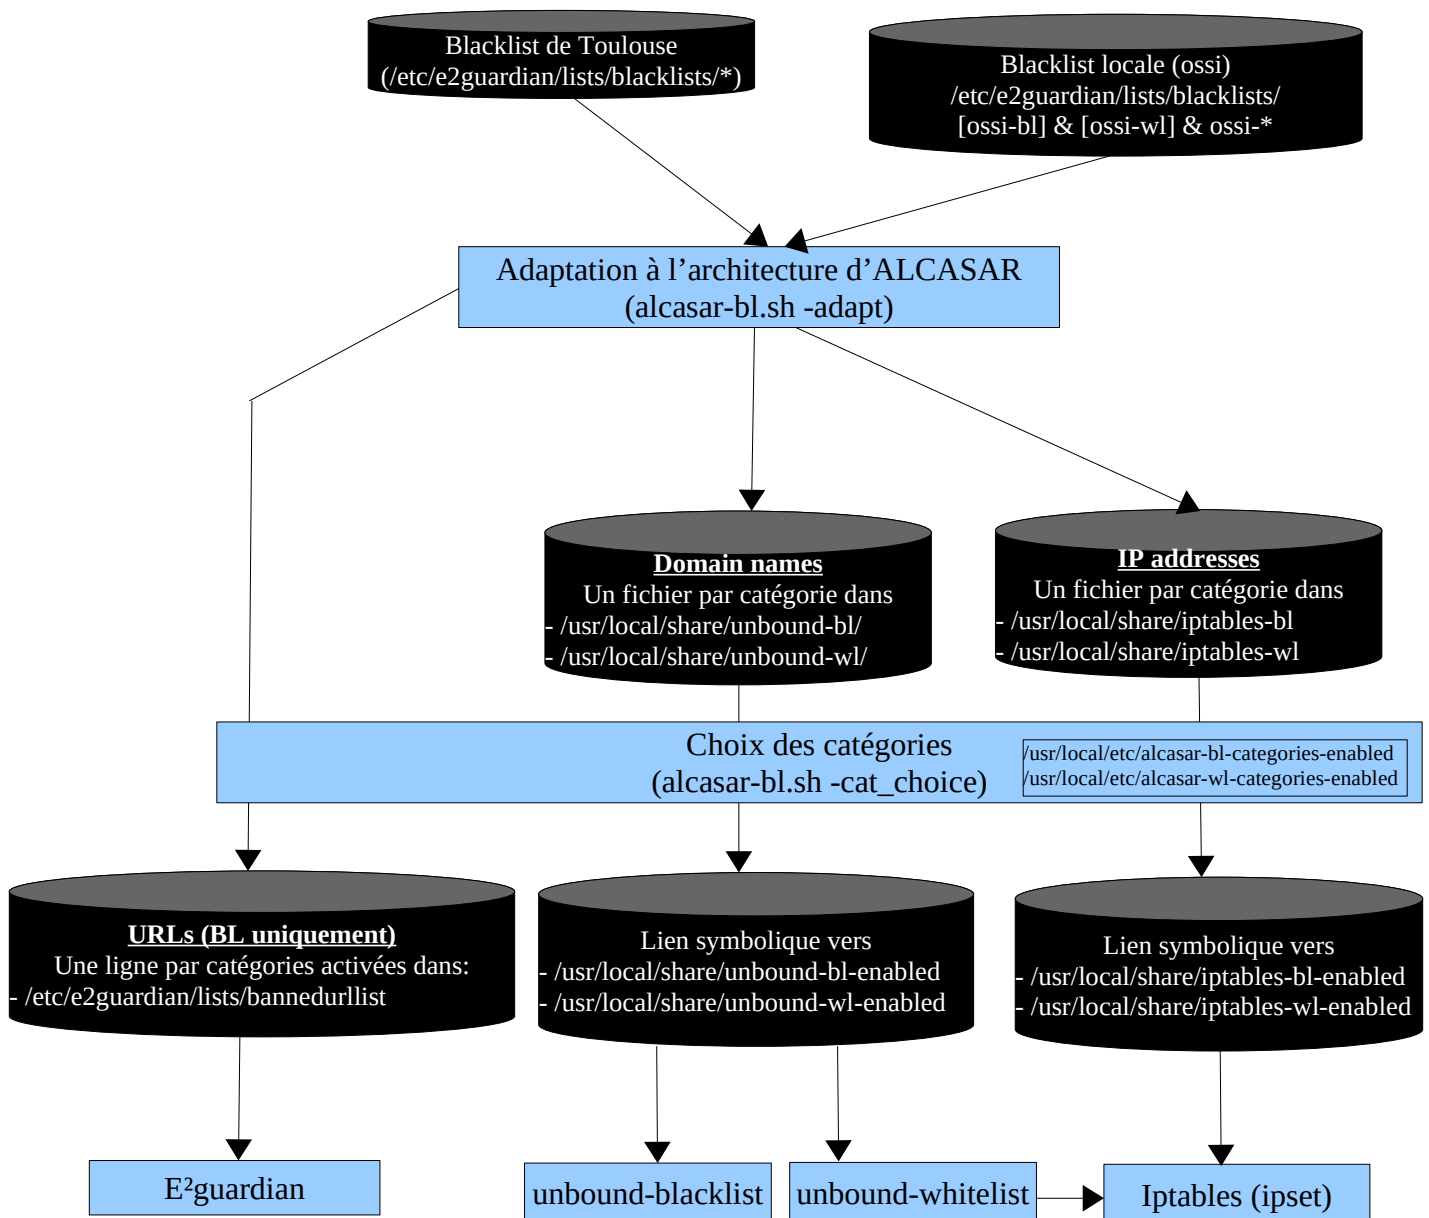 Blacklist de Toulouse
(/etc/e2guardian/lists/blacklists/*)
Blacklist locale (ossi)
/etc/e2guardian/lists/blacklists/
[ossi-bl] & [ossi-wl] & ossi-*
Adaptation à l’architecture d’ALCASAR
(alcasar-bl.sh -adapt)
Domain names
Un fichier par catégorie dans
- /usr/local/share/unbound-bl/
- /usr/local/share/unbound-wl/
IP addresses
Un fichier par catégorie dans
- /usr/local/share/iptables-bl
- /usr/local/share/iptables-wl
Choix des catégories
(alcasar-bl.sh -cat_choice)
/usr/local/etc/alcasar-bl-categories-enabled
/usr/local/etc/alcasar-wl-categories-enabled
URLs (BL uniquement)
Une ligne par catégories activées dans:
- /etc/e2guardian/lists/bannedurllist
Lien symbolique vers
- /usr/local/share/unbound-bl-enabled
- /usr/local/share/unbound-wl-enabled
Lien symbolique vers
- /usr/local/share/iptables-bl-enabled
- /usr/local/share/iptables-wl-enabled
E²guardian
unbound-blacklist
unbound-whitelist
Iptables (ipset)